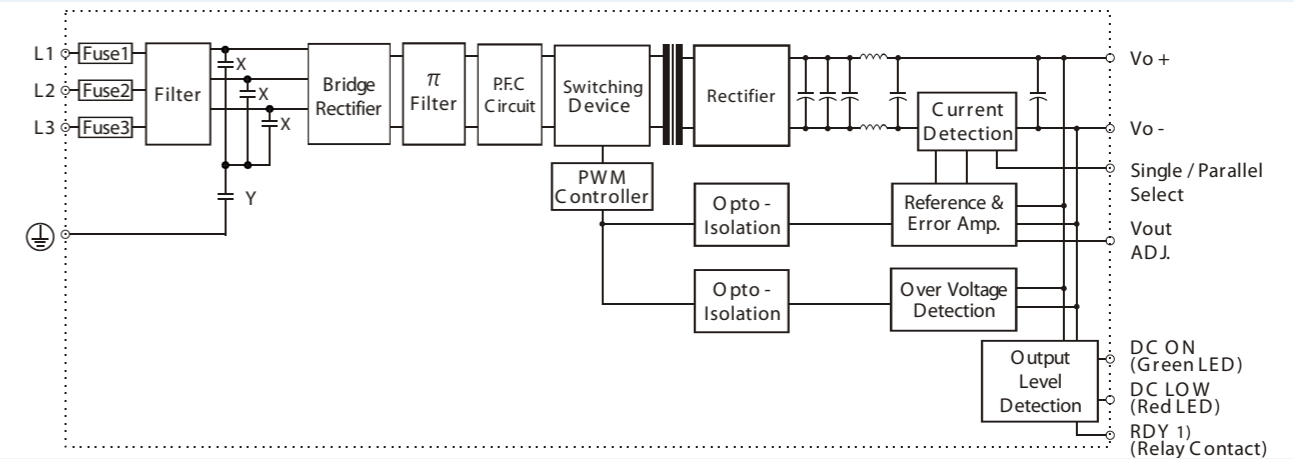 L1
Fuse1
L2
Fuse2
L3
Fuse3
Filter
X
X
X
Y
Bridge
Rectifier
π
Filter
P.F.C
Circuit
Switching
Device
PWM
Controller
Rectifier
Current
Detection
Opto -
Isolation
Reference &
Error Amp.
Opto -
Isolation
Over Voltage
Detection
Output
Level
Detection
Vo +
Vo -
Single / Parallel
Select
Vout
ADJ.
DC ON
(Green LED)
DC LOW
(Red LED)
RDY 1)
(Relay Contact)